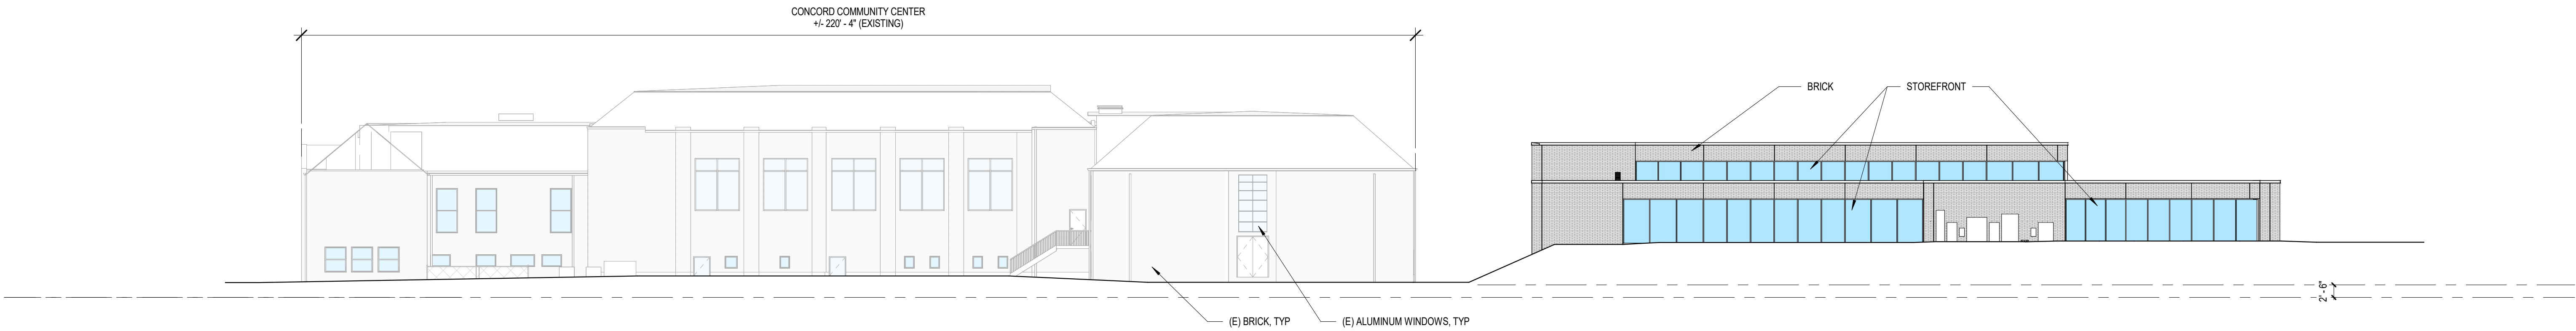 CONCORD COMMUNITY CENTER
+/- 220' - 4" (EXISTING)
BRICK
STOREFRONT
2' - 6"
(E) BRICK, TYP
(E) ALUMINUM WINDOWS, TYP